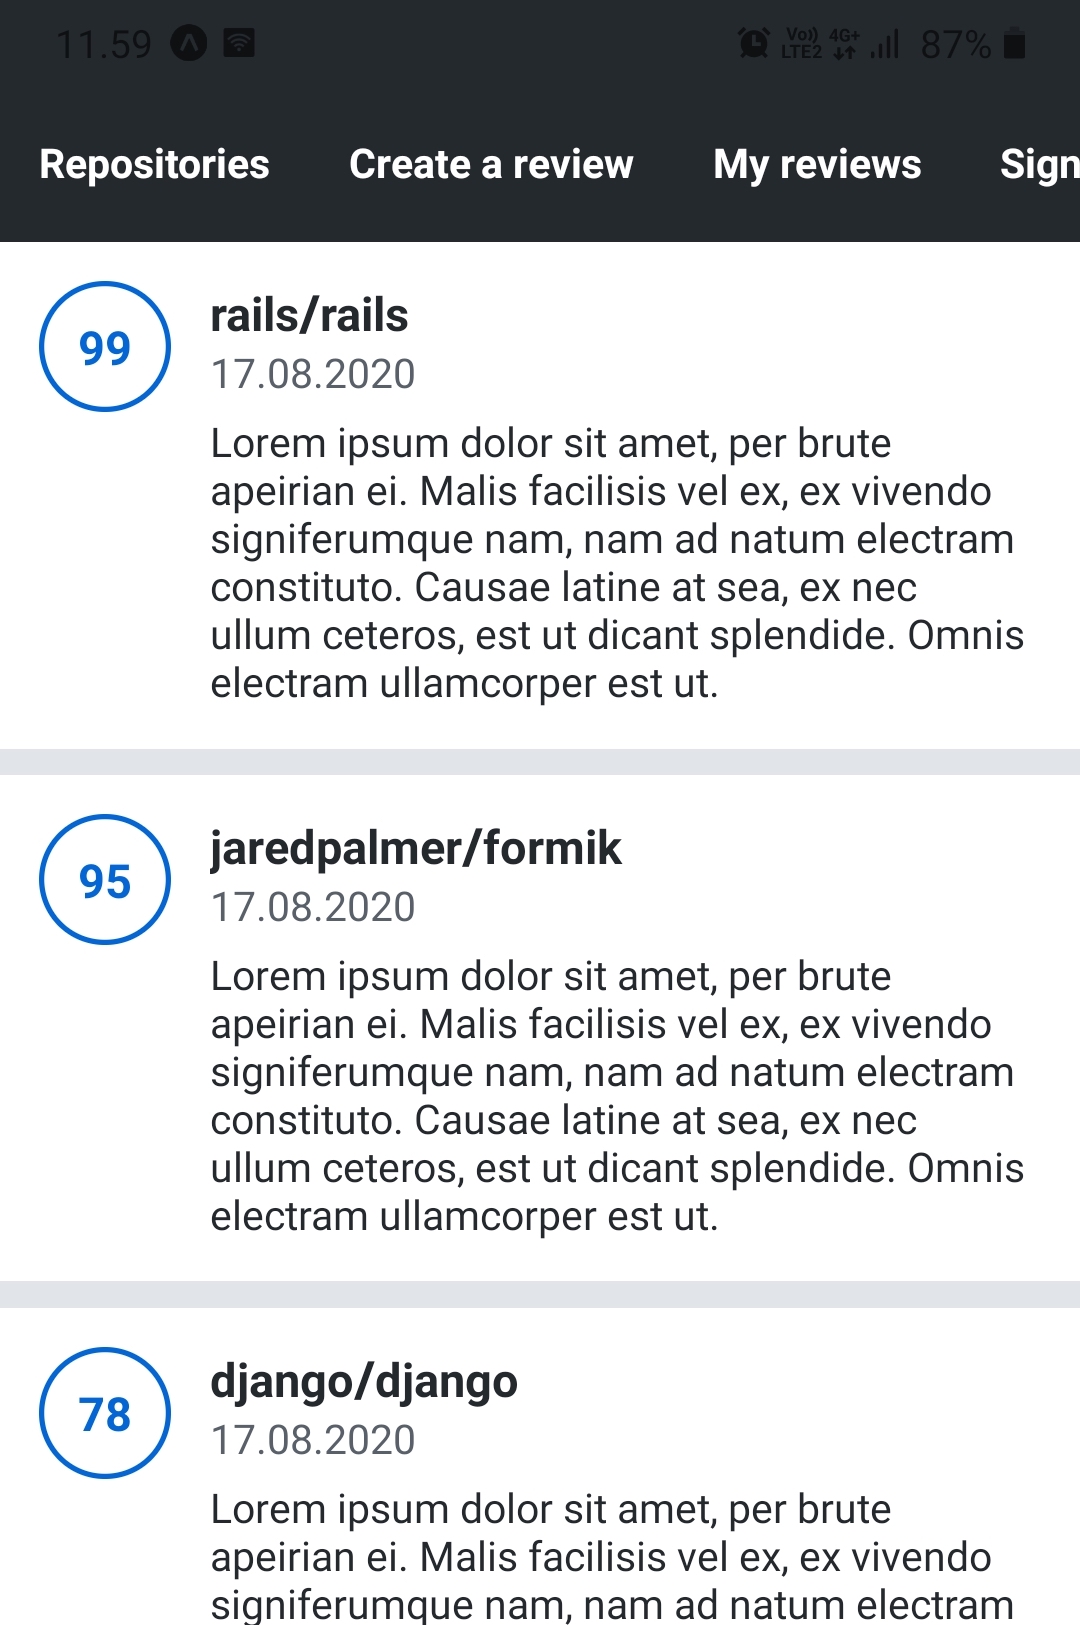 11.59 Vo)) LTE2 4G+ 87%
Repositories Create a review My reviews Sign
99
rails/rails
17.08.2020
Lorem ipsum dolor sit amet, per brute
apeirian ei. Malis facilisis vel ex, ex vivendo
signiferumque nam, nam ad natum electram
constituto. Causae latine at sea, ex nec
ullum ceteros, est ut dicant splendide. Omnis
electram ullamcorper est ut.
95
jaredpalmer/formik
17.08.2020
Lorem ipsum dolor sit amet, per brute
apeirian ei. Malis facilisis vel ex, ex vivendo
signiferumque nam, nam ad natum electram
constituto. Causae latine at sea, ex nec
ullum ceteros, est ut dicant splendide. Omnis
electram ullamcorper est ut.
78
django/django
17.08.2020
Lorem ipsum dolor sit amet, per brute
apeirian ei. Malis facilisis vel ex, ex vivendo
signiferumque nam, nam ad natum electram